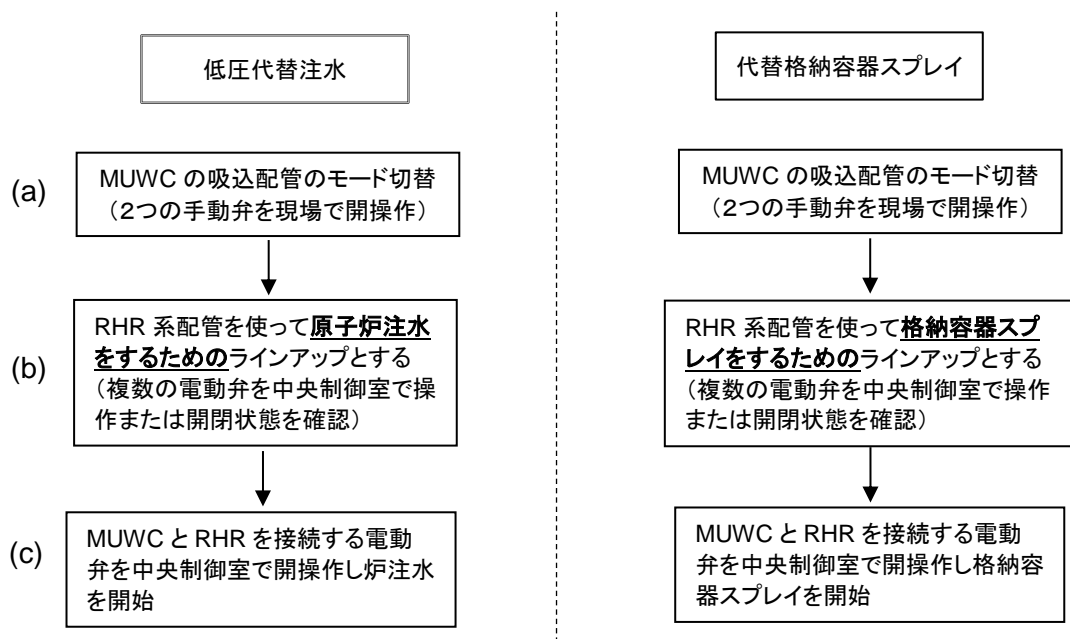 低圧代替注水
(a)
MUWC の吸込配管のモード切替
（2つの手動弁を現場で開操作）
(b)
RHR 系配管を使って原子炉注水
をするためのラインアップとする
（複数の電動弁を中央制御室で操
作または開閉状態を確認）
(c)
MUWC と RHR を接続する電動
弁を中央制御室で開操作し炉注水
を開始
代替格納容器スプレイ
MUWC の吸込配管のモード切替
（2つの手動弁を現場で開操作）
RHR 系配管を使って格納容器スプ
レイをするためのラインアップとする
（複数の電動弁を中央制御室で操作
または開閉状態を確認）
MUWC と RHR を接続する電動
弁を中央制御室で開操作し格納容
器スプレイを開始